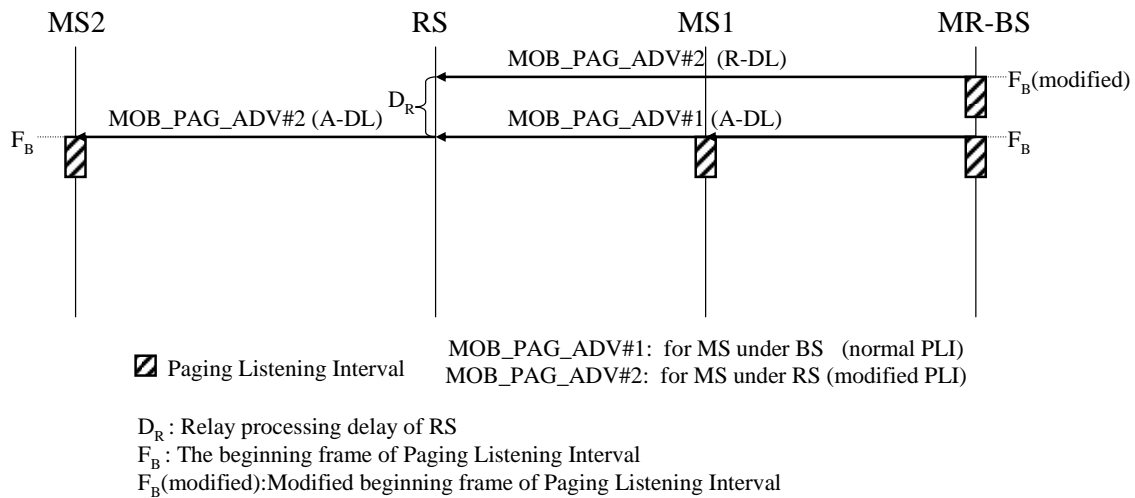 MS2 RS MS1 MR-BS
MOB_PAG_ADV#2 (R-DL)
F_B(modified)
D_R
MOB_PAG_ADV#2 (A-DL) MOB_PAG_ADV#1 (A-DL)
F_B F_B
Paging Listening Interval
MOB_PAG_ADV#1: for MS under BS (normal PLI)
MOB_PAG_ADV#2: for MS under RS (modified PLI)
D_R : Relay processing delay of RS
F_B : The beginning frame of Paging Listening Interval
F_B(modified):Modified beginning frame of Paging Listening Interval